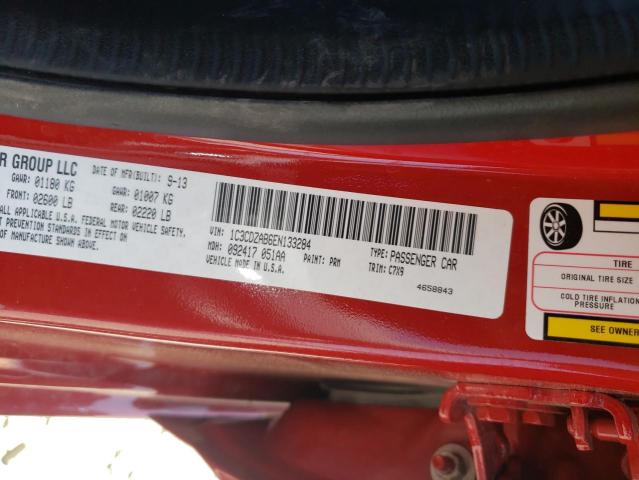 R GROUP LLC
DATE OF MFR(BUILT): 9-13
GAWR: 01180 KG
GAWR: 01007 KG
FRONT: 02600 LB
REAR: 02220 LB
ALL APPLICABLE U.S.A. FEDERAL MOTOR VEHICLE SAFETY,
T PREVENTION STANDARDS IN EFFECT
OF MANUFACTURE SHOWN ABOVE.
VIN: 1C3CDZAB6EN133284
TYPE: PASSENGER CAR
MDH: 092417 051AA
PAINT: PRM
TRIM: C7X9
VEHICLE MADE IN U.S.A.
4658843
TIRE
ORIGINAL TIRE SIZE
COLD TIRE INFLATION
PRESSURE
SEE OWNER